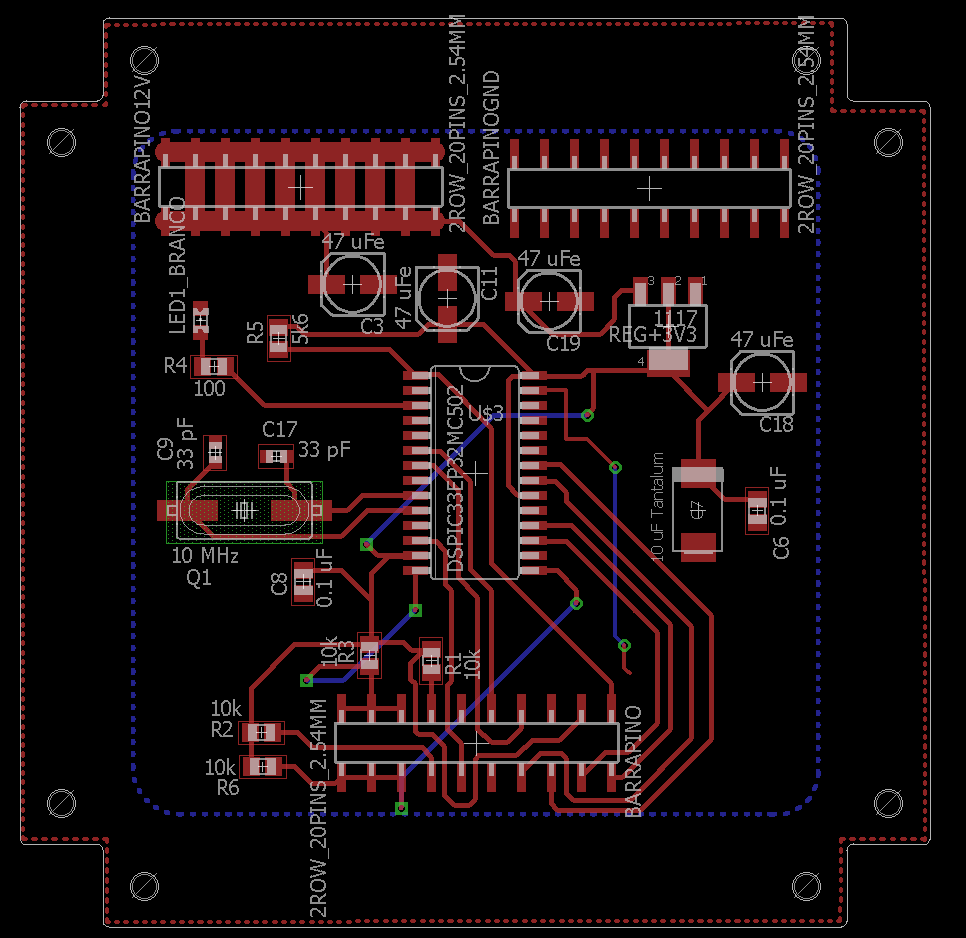 BARRAPINO12V
2ROW_20PINS_2.54MM
BARRAPINOGND
2ROW_20PINS_2.54MM
LED1_BRANCO
47 uFe
C3
47 uFe
C11
47 uFe
C19
3
2
1
1117
REG+3V3
4
47 uFe
C18
R5
5k6
R4
100
U$3
DSPIC33EP32MC502
C9
33 pF
C17
33 pF
10 MHz
Q1
10 uF Tantalum
C7
0.1 uF
C6
C8
0.1 uF
10k
R3
R1
10k
10k
R2
10k
R6
2ROW_20PINS_2.54MM
BARRAPINO